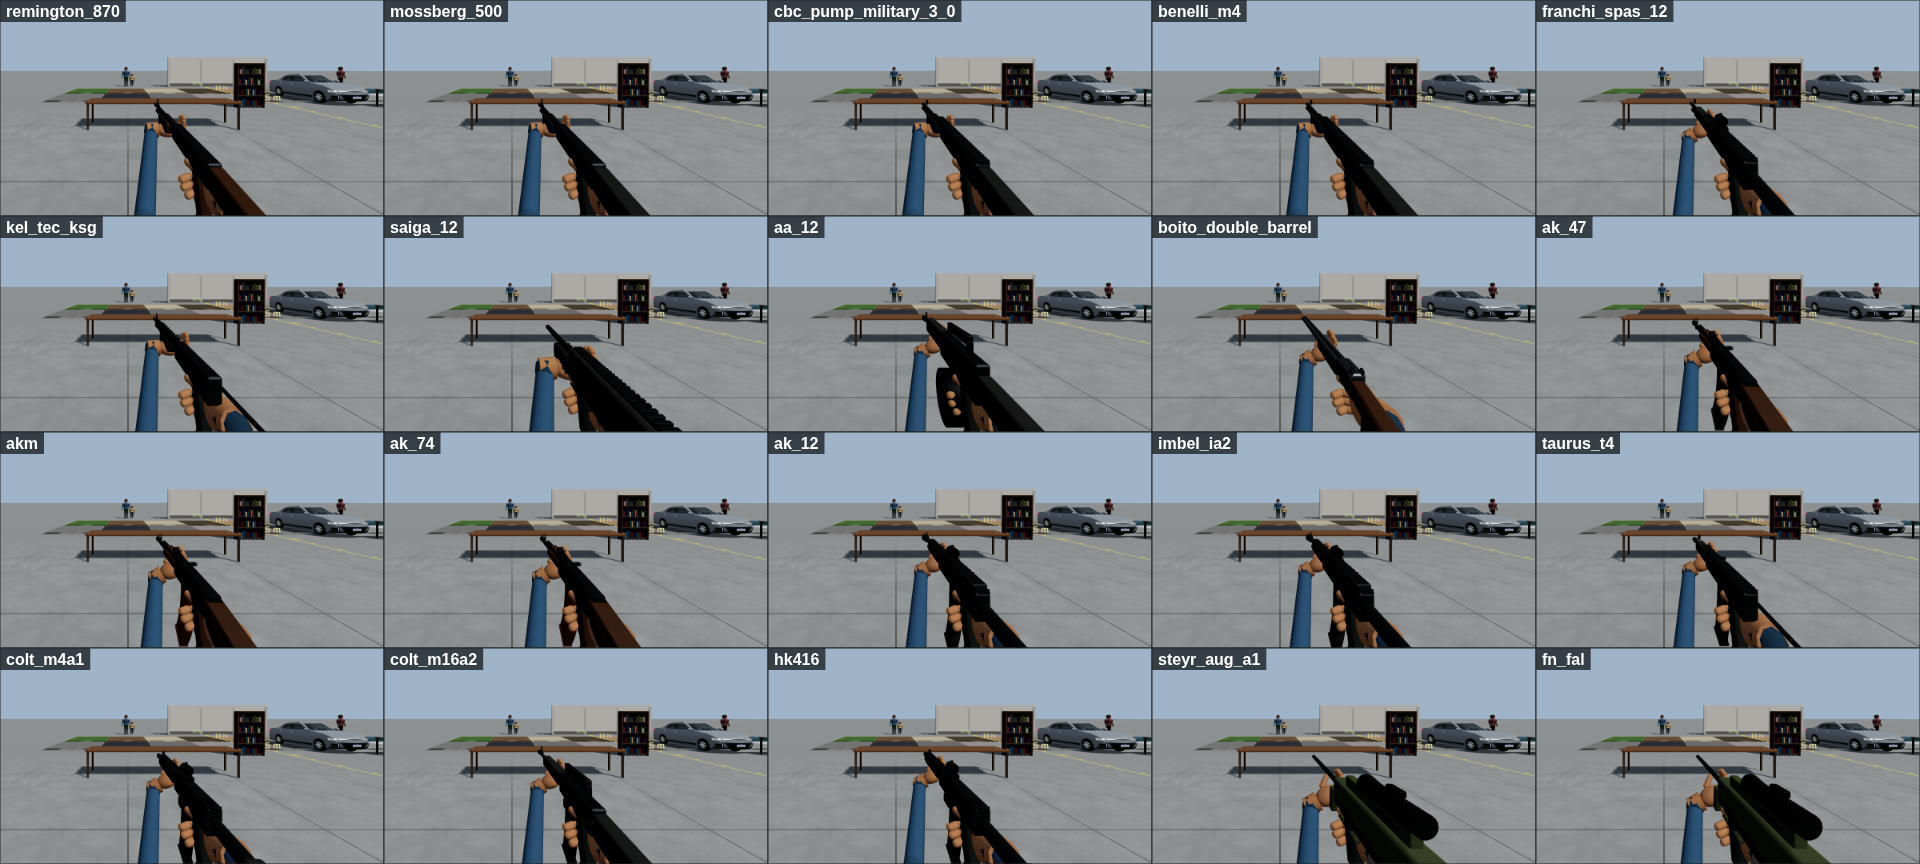 remington_870
mossberg_500
cbc_pump_military_3_0
benelli_m4
franchi_spas_12
kel_tec_ksg
saiga_12
aa_12
boito_double_barrel
ak_47
akm
ak_74
ak_12
imbel_ia2
taurus_t4
colt_m4a1
colt_m16a2
hk416
steyr_aug_a1
fn_fal